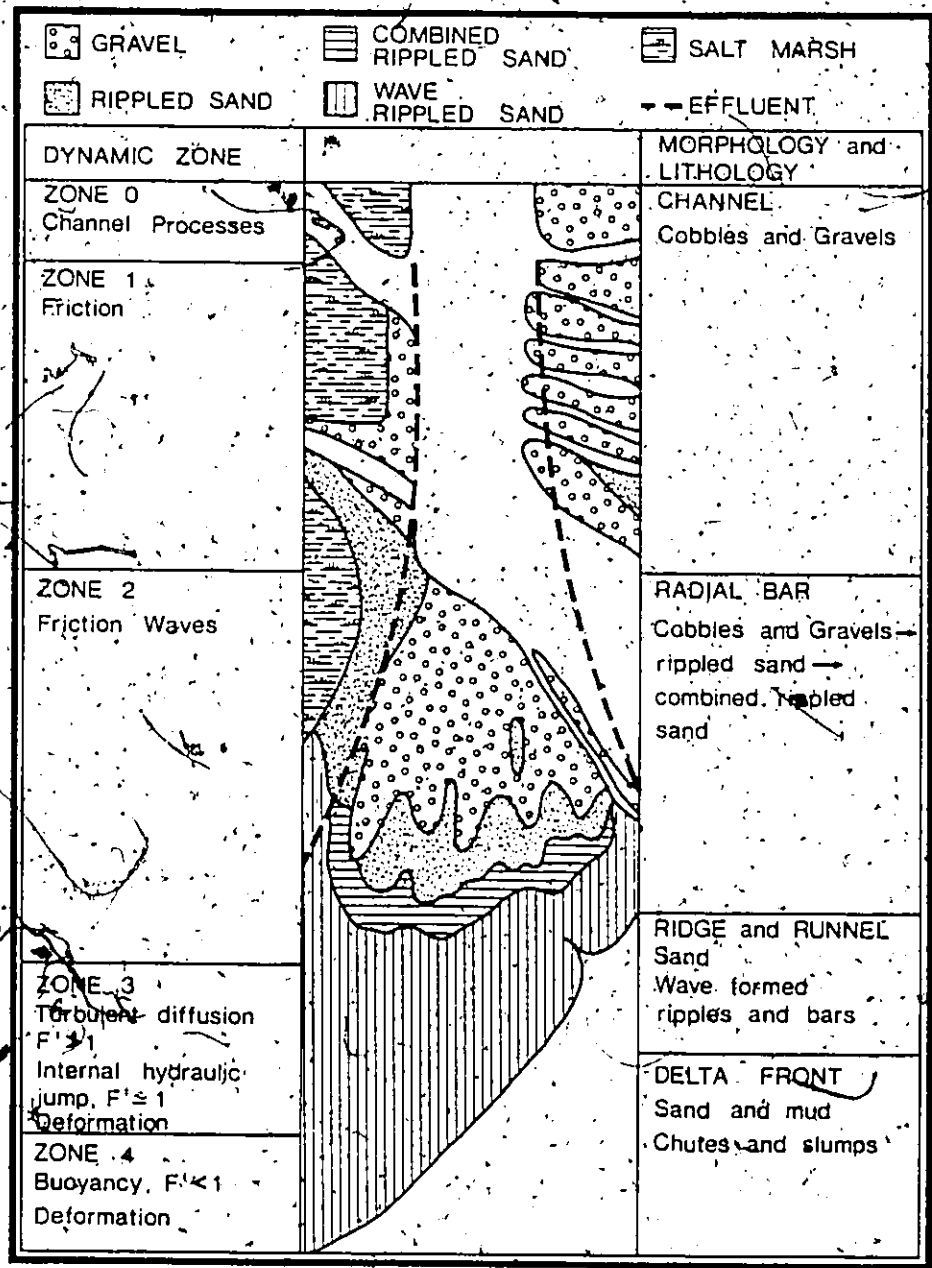 GRAVEL
COMBINED
RIPPLED SAND
SALT MARSH
RIPPLED SAND
WAVE
RIPPLED SAND
EFFLUENT
DYNAMIC ZONE
MORPHOLOGY and
LITHOLOGY
ZONE 0
Channel Processes
CHANNEL
Cobbles and Gravels
ZONE 1
Friction
ZONE 2
Friction Waves
RADIAL BAR
Cobbles and Gravels →
rippled sand →
combined rippled
sand
RIDGE and RUNNEL
Sand
Wave formed
ripples and bars
ZONE 3
Turbulent diffusion
F' > 1
Internal hydraulic
jump, F' ≃ 1
Deformation
DELTA FRONT
Sand and mud
Chutes and slumps
ZONE 4
Buoyancy, F' < 1
Deformation